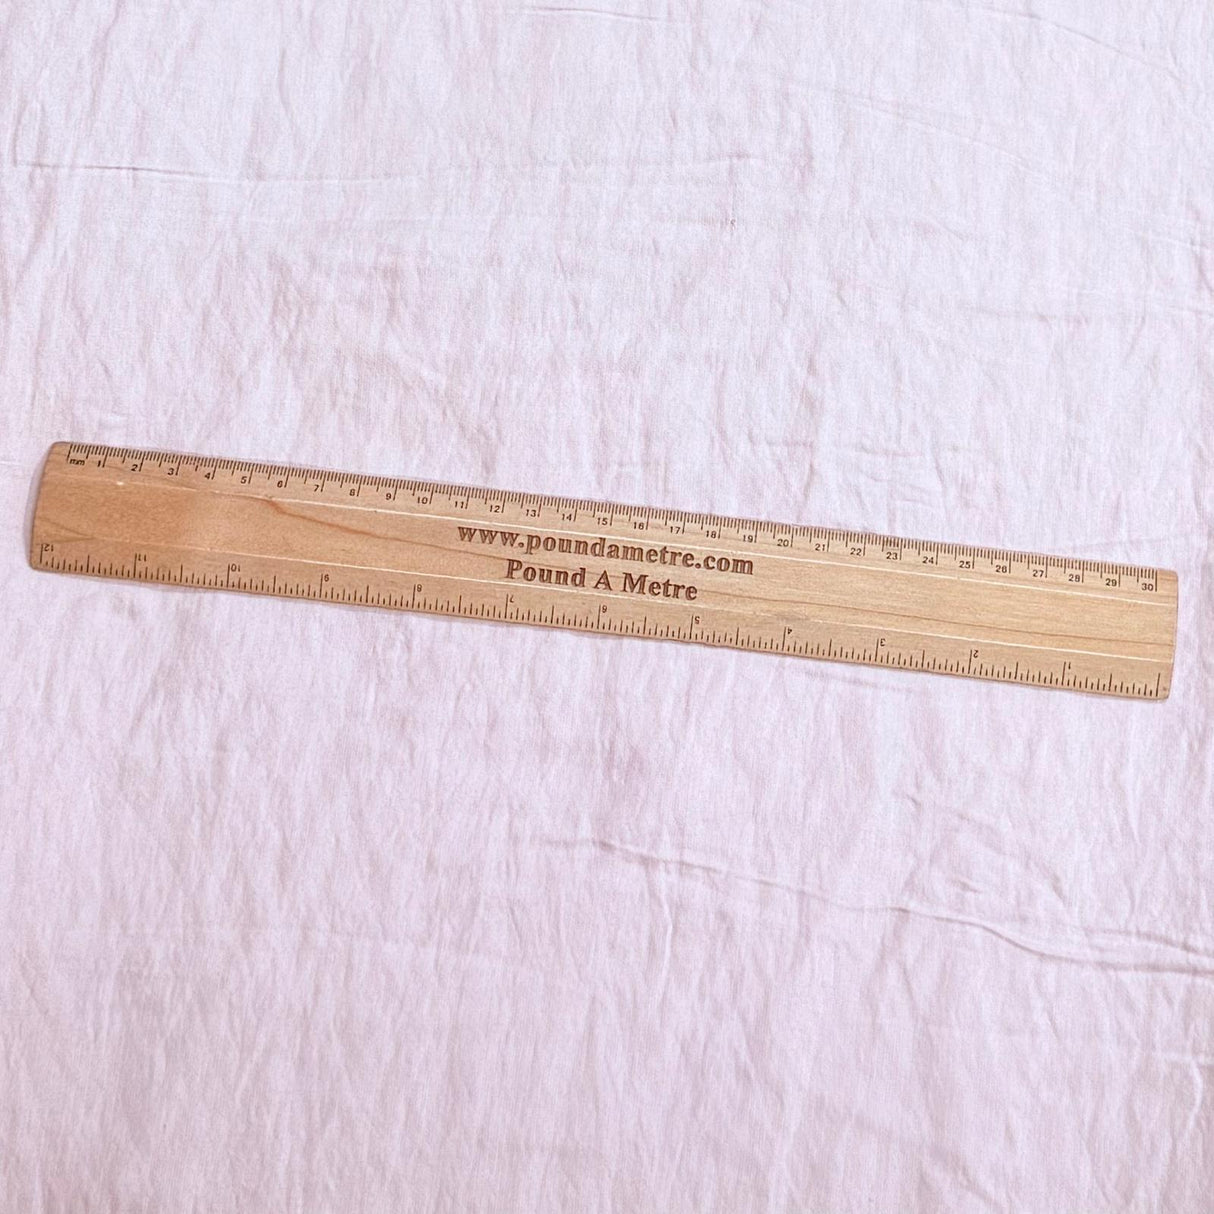 mm 1 2 3 4 5 6 7 8 9 10 11 12 13 14 15 16 17 18 19 20 21 22 23 24 25 26 27 28 29 30
www.poundametre.com
Pound A Metre
12 11 10 9 8 7 6 5 4 3 2 1